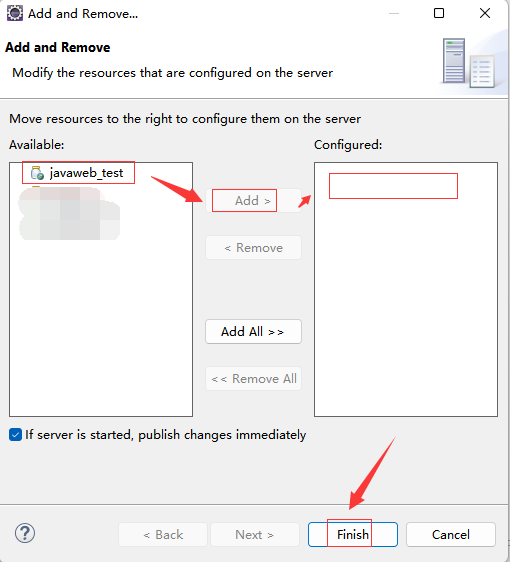 Add and Remove...
Add and Remove
Modify the resources that are configured on the server
Move resources to the right to configure them on the server
Available:
Configured:
javaweb_test
Add >
< Remove
Add All >>
<< Remove All
If server is started, publish changes immediately
?
< Back
Next >
Finish
Cancel